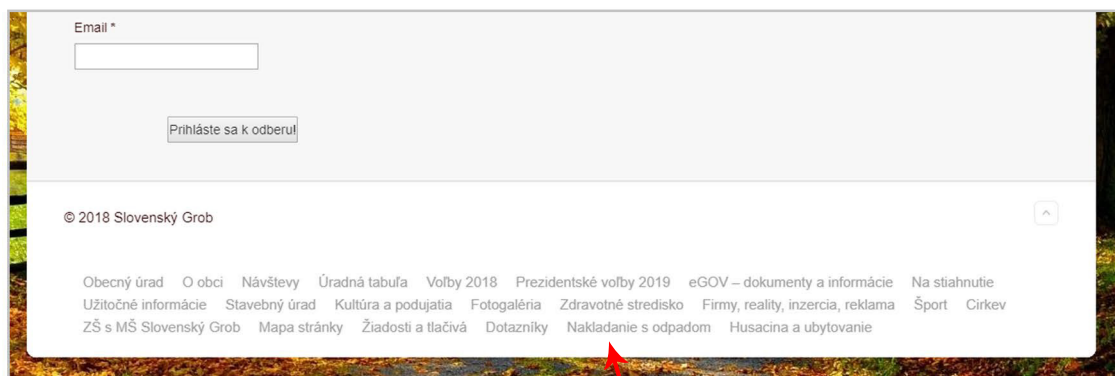 Email *
Prihláste sa k odberu!
© 2018 Slovenský Grob
Obecný úrad O obci Návštevy Úradná tabuľa Voľby 2018 Prezidentské voľby 2019 eGOV – dokumenty a informácie Na stiahnutie
Užitočné informácie Stavebný úrad Kultúra a podujatia Fotogaléria Zdravotné stredisko Firmy, reality, inzercia, reklama Šport Cirkev
ZŠ s MŠ Slovenský Grob Mapa stránky Žiadosti a tlačivá Dotazníky Nakladanie s odpadom Husacina a ubytovanie